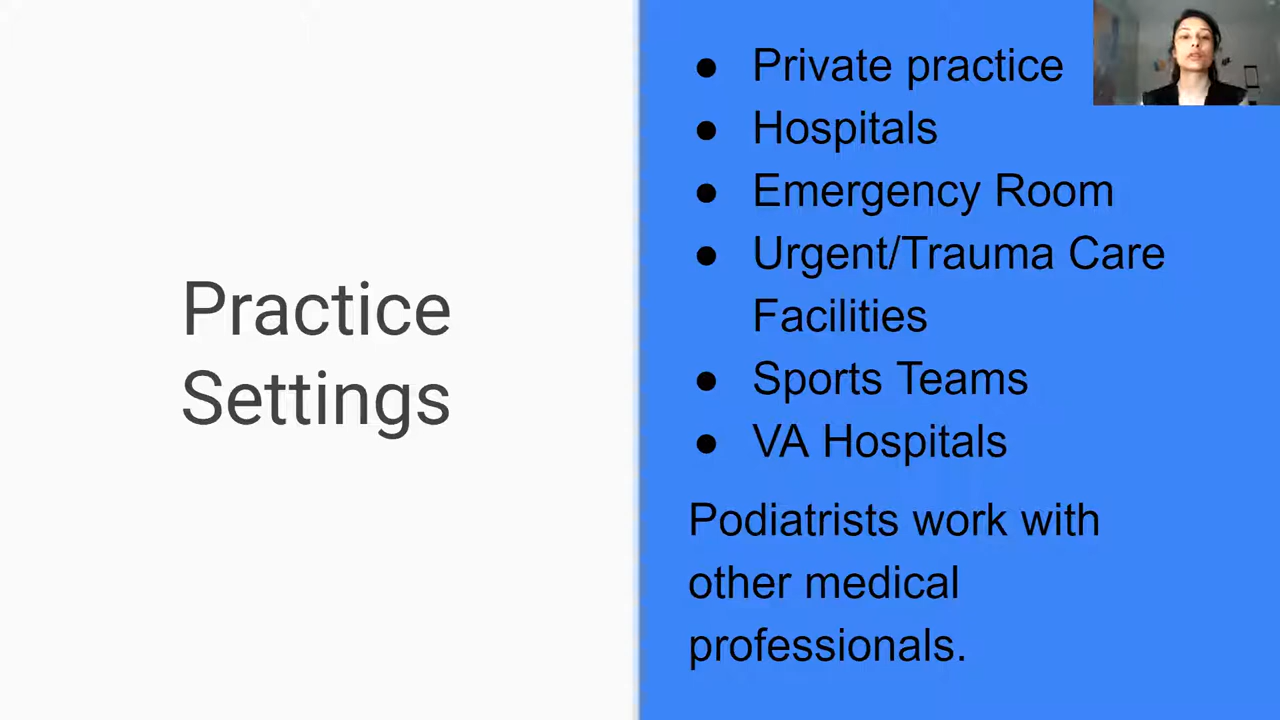 Practice
Settings
● Private practice
● Hospitals
● Emergency Room
● Urgent/Trauma Care
Facilities
● Sports Teams
● VA Hospitals
Podiatrists work with
other medical
professionals.